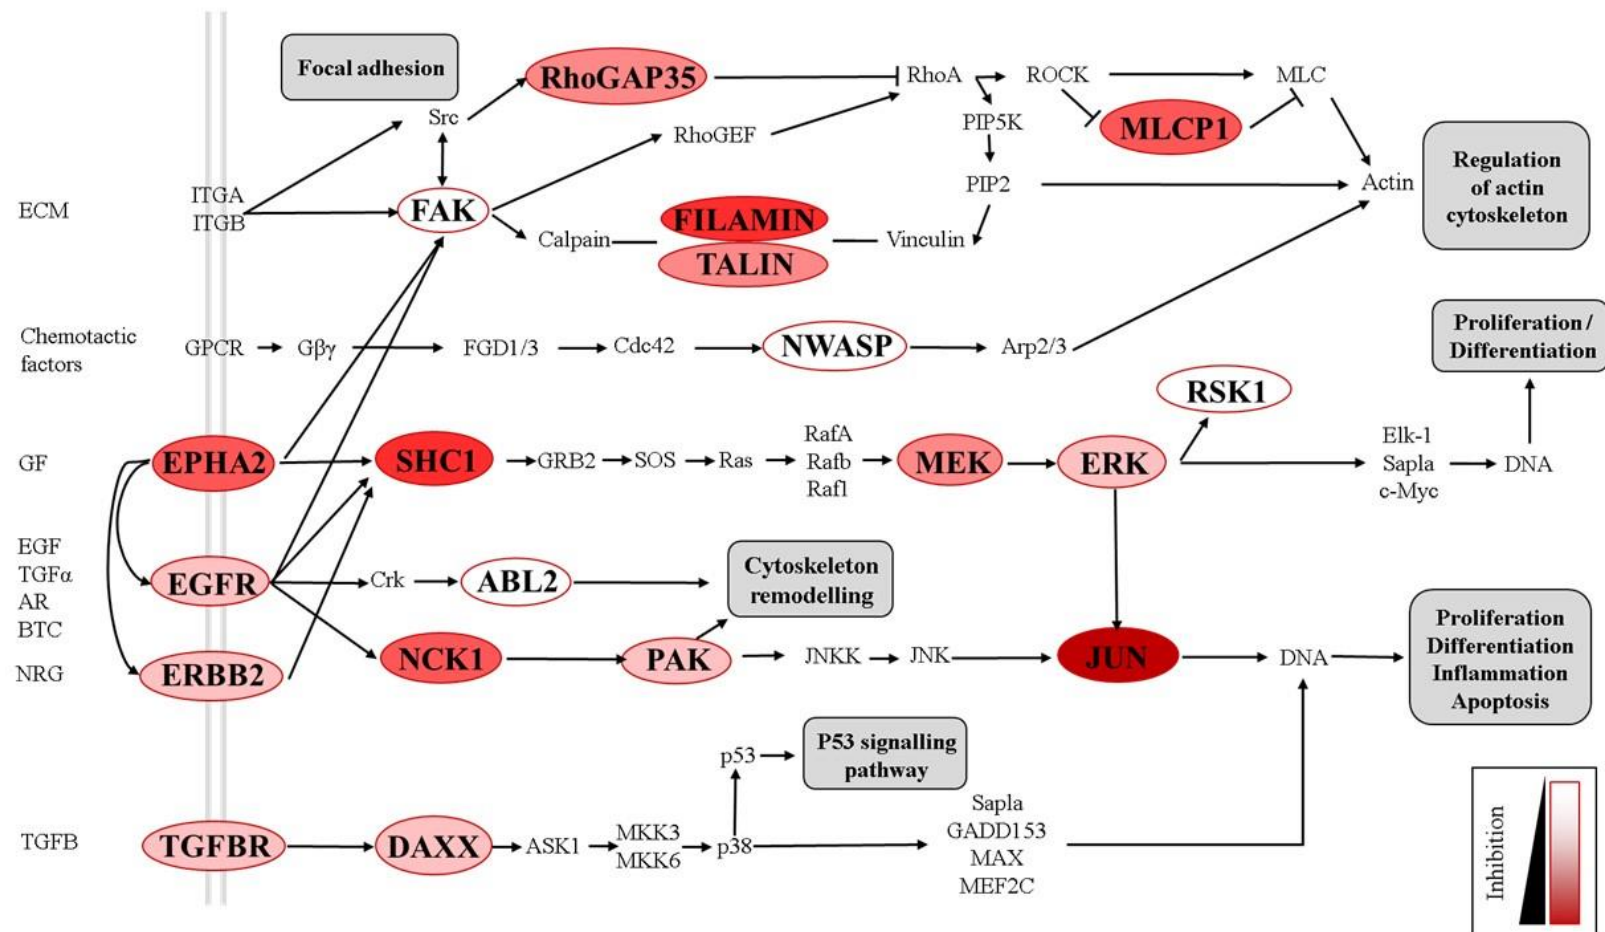 Focal adhesion
RhoGAP35
RhoA
ROCK
MLC
Src
RhoGEF
PIP5K
MLCP1
Regulation
of actin
cytoskeleton
ECM
ITGA
ITGB
FAK
PIP2
Actin
Calpain
FILAMIN
TALIN
Vinculin
Chemotactic
factors
GPCR
Gβγ
FGD1/3
Cdc42
NWASP
Arp2/3
Proliferation /
Differentiation
RSK1
GF
EPHA2
SHC1
GRB2
SOS
Ras
RafA
Rafb
Raf1
MEK
ERK
Elk-1
Sapla
c-Myc
DNA
EGF
TGFα
AR
BTC
EGFR
Crk
ABL2
Cytoskeleton
remodelling
NRG
ERBB2
NCK1
PAK
JNKK
JNK
JUN
DNA
Proliferation
Differentiation
Inflammation
Apoptosis
p53
P53 signalling
pathway
TGFB
TGFBR
DAXX
ASK1
MKK3
MKK6
p38
Sapla
GADD153
MAX
MEF2C
Inhibition